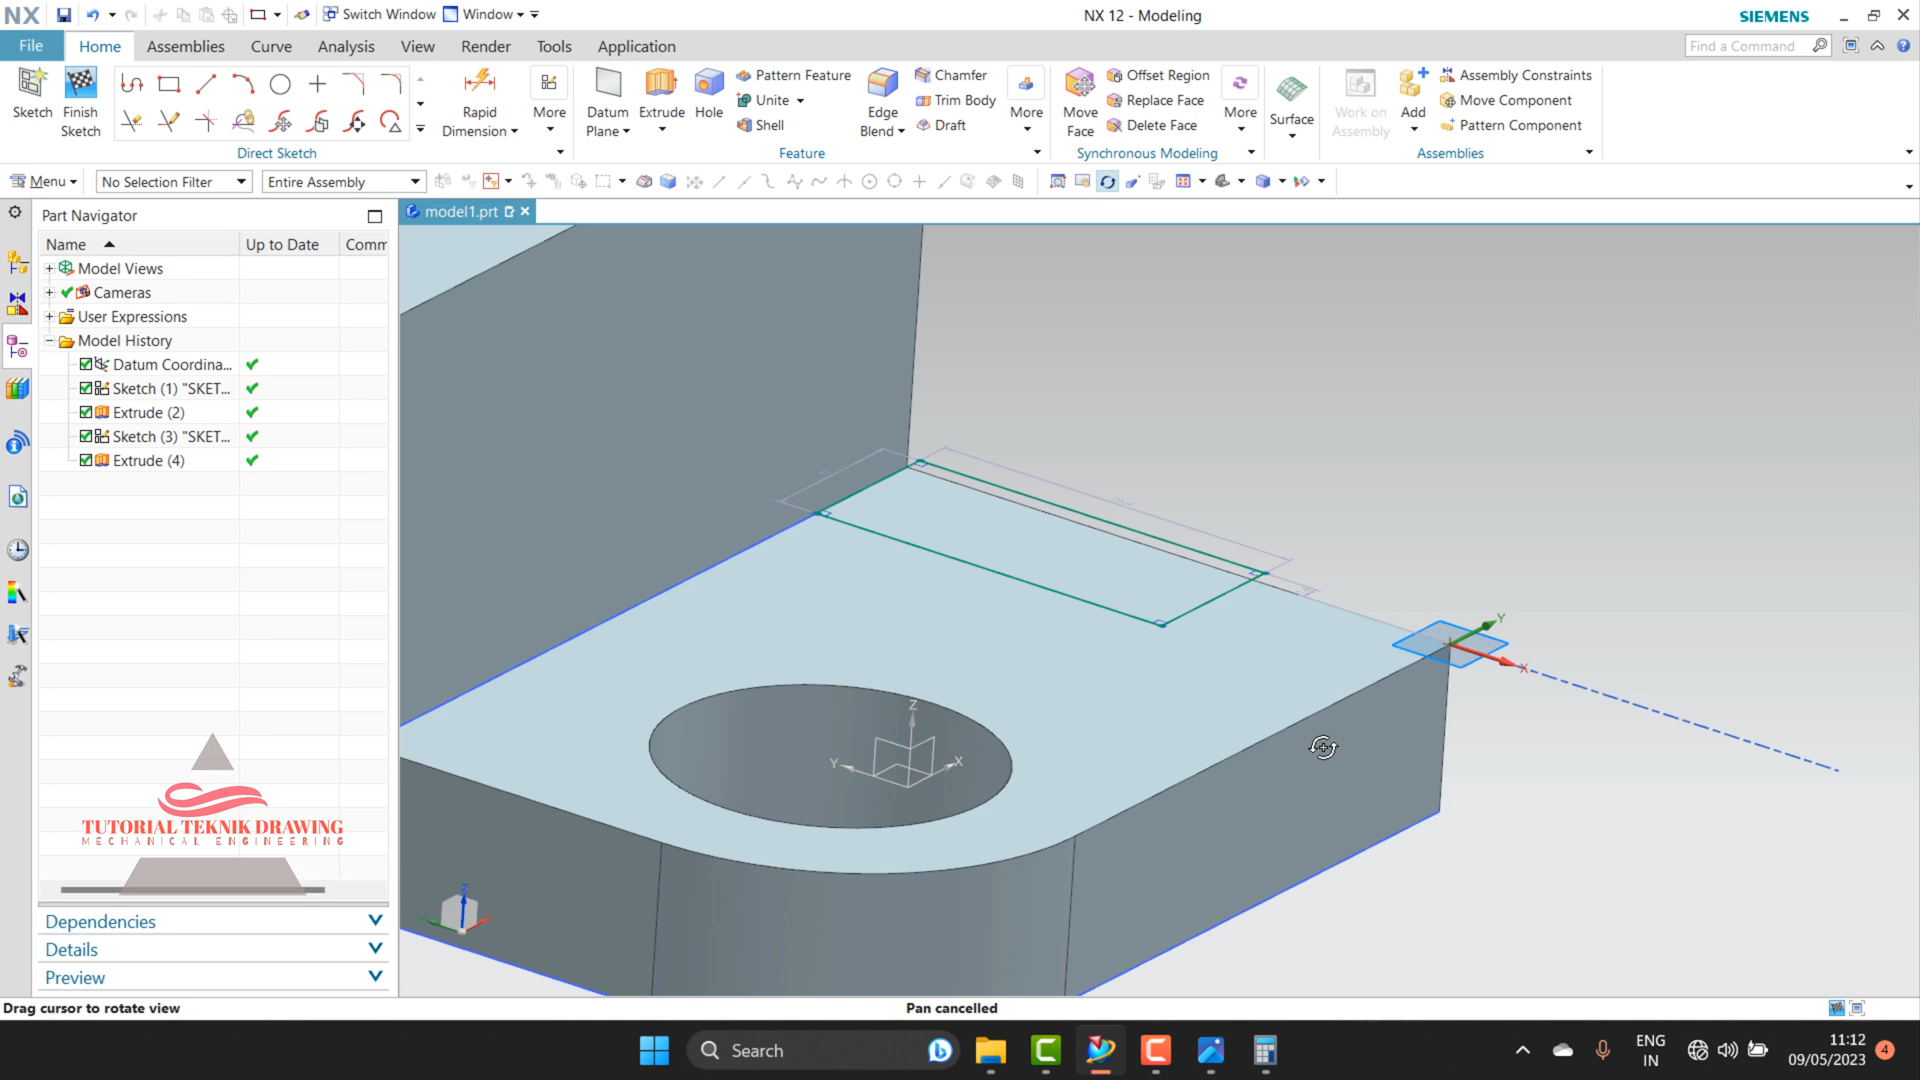 NX
Switch Window
Window
NX 12 - Modeling
SIEMENS
File
Home
Assemblies
Curve
Analysis
View
Render
Tools
Application
Find a Command
Sketch
Finish Sketch
Rapid Dimension
More
Datum Plane
Extrude
Hole
Pattern Feature
Unite
Shell
Edge Blend
Chamfer
Trim Body
Draft
More
Move Face
Offset Region
Replace Face
Delete Face
More
Surface
Work on Assembly
Add
Assembly Constraints
Move Component
Pattern Component
Direct Sketch
Feature
Synchronous Modeling
Assemblies
Menu
No Selection Filter
Entire Assembly
Part Navigator
model1.prt
Name
Up to Date
Comm
Model Views
Cameras
User Expressions
Model History
Datum Coordina...
Sketch (1) "SKET...
Extrude (2)
Sketch (3) "SKET...
Extrude (4)
Y
X
Z
Y
X
Z
TUTORIAL TEKNIK DRAWING
MECHANICAL ENGINEERING
Dependencies
Details
Preview
Drag cursor to rotate view
Pan cancelled
Search
ENG
IN
11:12
09/05/2023
4